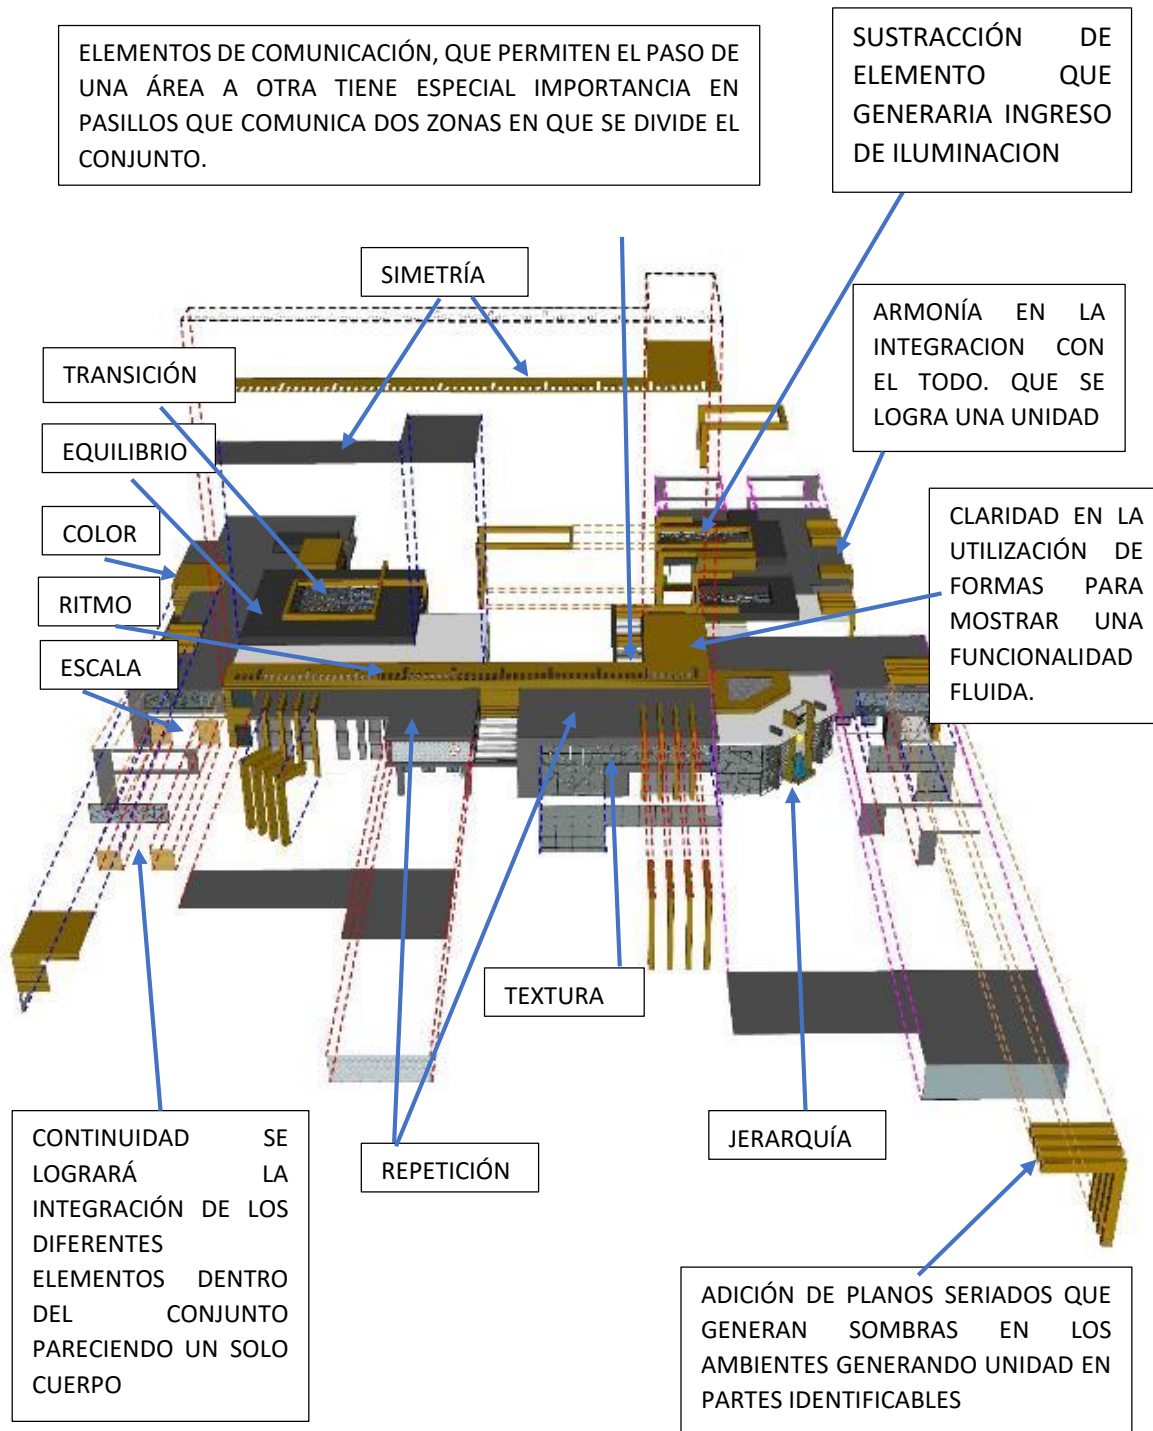 ELEMENTOS DE COMUNICACIÓN, QUE PERMITEN EL PASO DE
UNA ÁREA A OTRA TIENE ESPECIAL IMPORTANCIA EN
PASILLOS QUE COMUNICA DOS ZONAS EN QUE SE DIVIDE EL
CONJUNTO.
SUSTRACCIÓN DE
ELEMENTO QUE
GENERARIA INGRESO
DE ILUMINACION
SIMETRÍA
ARMONÍA EN LA
INTEGRACION CON
EL TODO. QUE SE
LOGRA UNA UNIDAD
TRANSICIÓN
EQUILIBRIO
COLOR
RITMO
ESCALA
CLARIDAD EN LA
UTILIZACIÓN DE
FORMAS PARA
MOSTRAR UNA
FUNCIONALIDAD
FLUIDA.
TEXTURA
CONTINUIDAD SE
LOGRARÁ LA
INTEGRACIÓN DE LOS
DIFERENTES
ELEMENTOS DENTRO
DEL CONJUNTO
PARECIENDO UN SOLO
CUERPO
REPETICIÓN
JERARQUÍA
ADICIÓN DE PLANOS SERIADOS QUE
GENERAN SOMBRAS EN LOS
AMBIENTES GENERANDO UNIDAD EN
PARTES IDENTIFICABLES